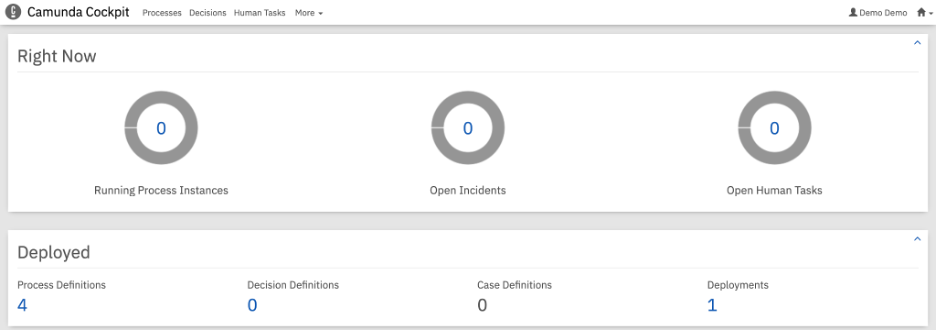 Camunda Cockpit Processes Decisions Human Tasks More Demo Demo
Right Now
0 0 0
Running Process Instances Open Incidents Open Human Tasks
Deployed
Process Definitions Decision Definitions Case Definitions Deployments
4 0 0 1